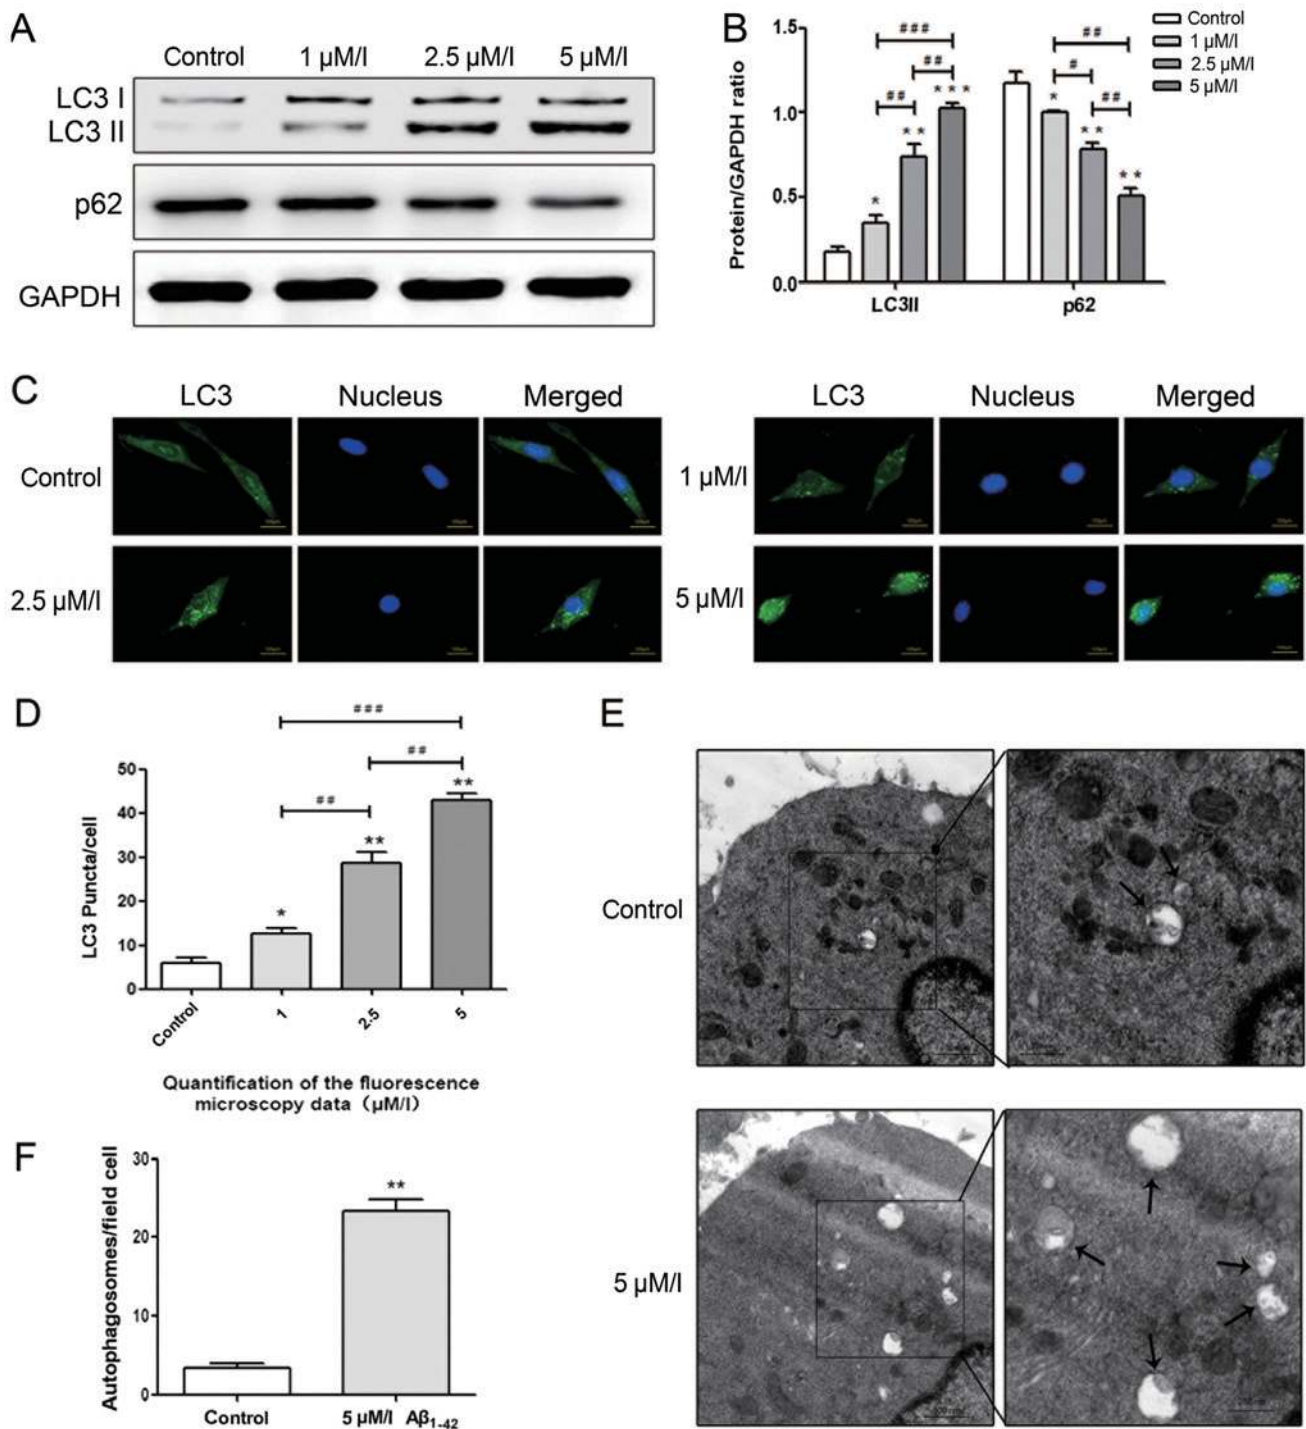 A
Control 1 µM/l 2.5 µM/l 5 µM/l
LC3 I
LC3 II
p62
GAPDH
B
Protein/GAPDH ratio
1.5
1.0
0.5
0.0
* ** *** * ** **
## ## ### # ## ##
LC3II p62
Control
1 µM/l
2.5 µM/l
5 µM/l
C
LC3 Nucleus Merged LC3 Nucleus Merged
Control 1 µM/l
2.5 µM/l 5 µM/l
D
LC3 Puncta/cell
###
##
##
50
40
30
20
10
0
* ** **
Control 1 2.5 5
Quantification of the fluorescence
microscopy data (µM/l)
E
Control
5 µM/l
F
Autophagosomes/field cell
30
20
10
0
**
Control 5 µM/l Aβ1-42